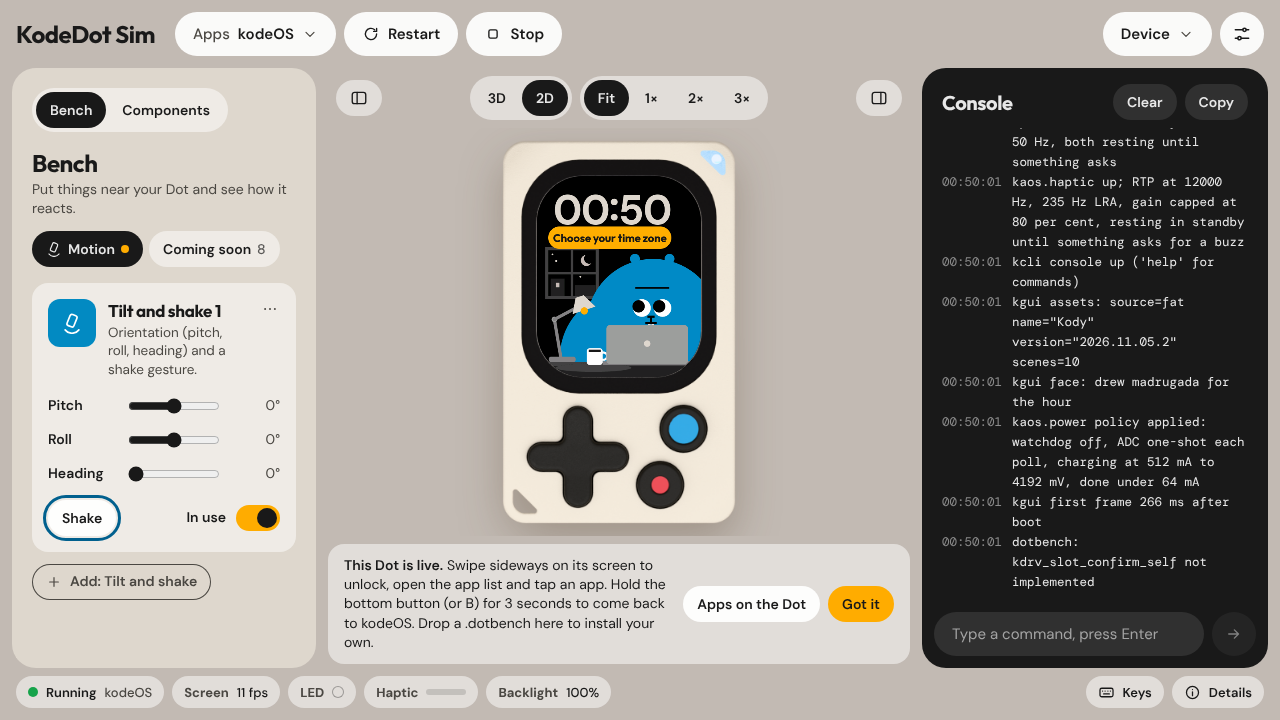 KodeDot Sim
Apps kodeOS
Restart
Stop
Device
Bench
Components
Bench
Put things near your Dot and see how it
reacts.
Motion
Coming soon 8
Tilt and shake 1
Orientation (pitch,
roll, heading) and a
shake gesture.
Pitch 0°
Roll 0°
Heading 0°
Shake
In use
Add: Tilt and shake
3D
2D
Fit
1×
2×
3×
00:50
Choose your time zone
This Dot is live. Swipe sideways on its screen to
unlock, open the app list and tap an app. Hold the
bottom button (or B) for 3 seconds to come back
to kodeOS. Drop a .dotbench here to install your
own.
Apps on the Dot
Got it
Console
Clear
Copy
50 Hz, both resting until
something asks
00:50:01 kaos.haptic up; RTP at 12000
Hz, 235 Hz LRA, gain capped at
80 per cent, resting in standby
until something asks for a buzz
00:50:01 kcli console up ('help' for
commands)
00:50:01 kgui assets: source=fat
name="Kody"
version="2026.11.05.2"
scenes=10
00:50:01 kgui face: drew madrugada for
the hour
00:50:01 kaos.power policy applied:
watchdog off, ADC one-shot each
poll, charging at 512 mA to
4192 mV, done under 64 mA
00:50:01 kgui first frame 266 ms after
boot
00:50:01 dotbench:
kdrv_slot_confirm_self not
implemented
Type a command, press Enter
Running kodeOS
Screen 11 fps
LED
Haptic
Backlight 100%
Keys
Details